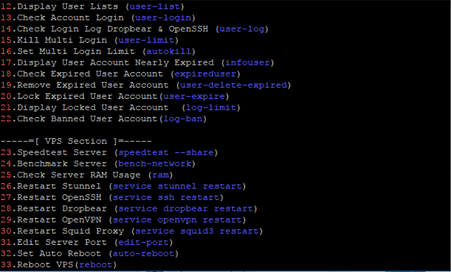 12.Display User Lists (user-list)
13.Check Account Login (user-login)
14.Check Login Log Dropbear & OpenSSH (user-log)
15.Kill Multi Login (user-limit)
16.Set Multi Login Limit (autokill)
17.Display User Account Nearly Expired (infouser)
18.Check Expired User Account (expireduser)
19.Remove Expired User Account (user-delete-expired)
20.Lock Expired User Account(user-expire)
21.Display Locked User Account  (log-limit)
22.Check Banned User Account(log-ban)
-----=[ VPS Section ]=-----
23.Speedtest Server (speedtest --share)
24.Benchmark Server (bench-network)
25.Check Server RAM Usage (ram)
26.Restart Stunnel (service stunnel restart)
27.Restart OpenSSH (service ssh restart)
28.Restart Dropbear (service dropbear restart)
29.Restart OpenVPN (service openvpn restart)
30.Restart Squid Proxy (service squid3 restart)
31.Edit Server Port (edit-port)
32.Set Auto Reboot (auto-reboot)
33.Reboot VPS(reboot)